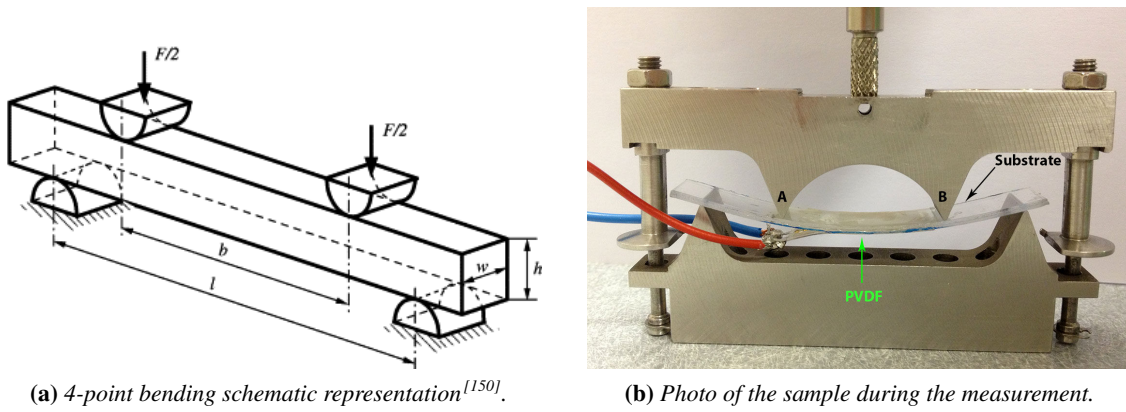 F/2
F/2
b
l
w
h
A
B
Substrate
PVDF
(a) 4-point bending schematic representation[150].
(b) Photo of the sample during the measurement.